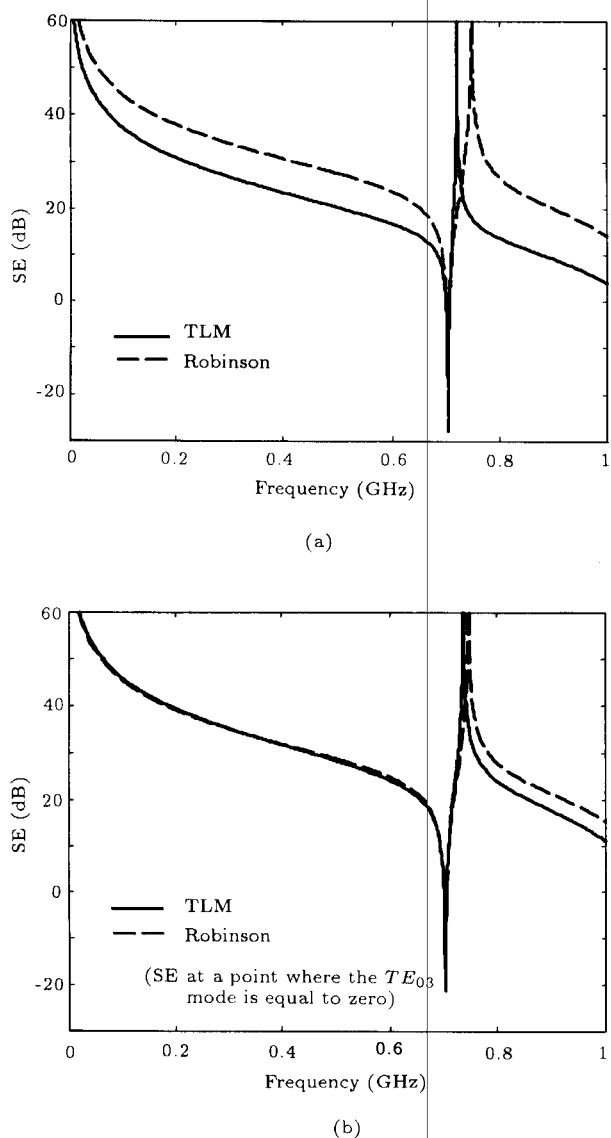 60
40
20
0
-20
SE (dB)
TLM
Robinson
0 0.2 0.4 0.6 0.8 1
Frequency (GHz)
(a)
60
40
20
0
-20
SE (dB)
TLM
Robinson
(SE at a point where the TE03
mode is equal to zero)
0 0.2 0.4 0.6 0.8 1
Frequency (GHz)
(b)